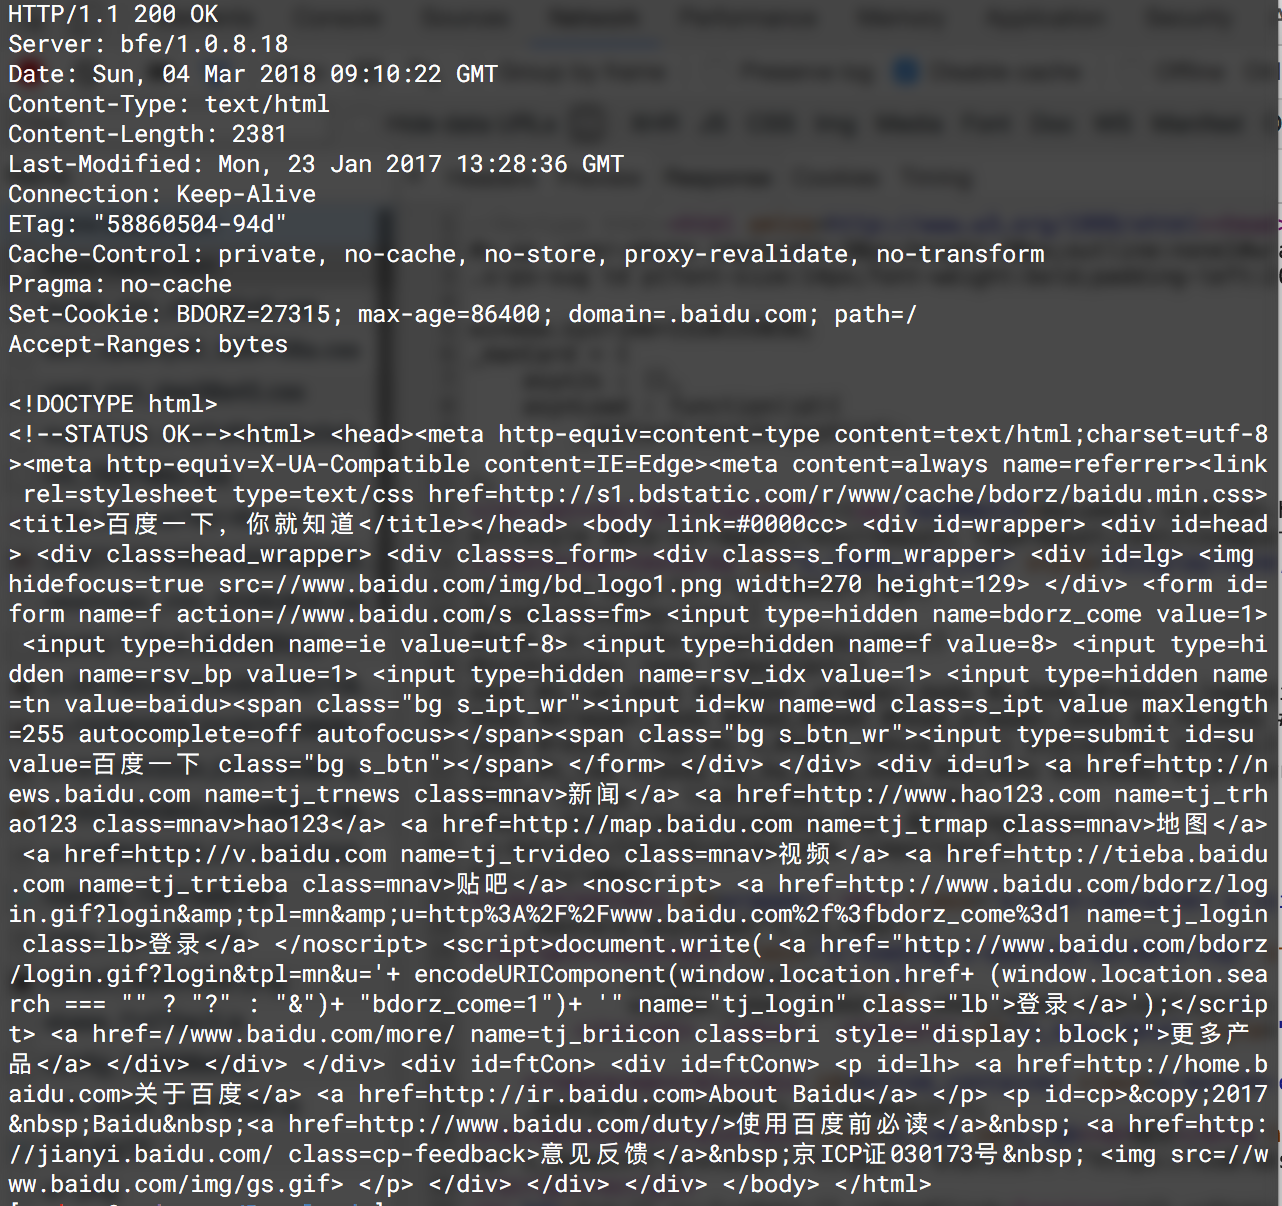 HTTP/1.1 200 OK
Server: bfe/1.0.8.18
Date: Sun, 04 Mar 2018 09:10:22 GMT
Content-Type: text/html
Content-Length: 2381
Last-Modified: Mon, 23 Jan 2017 13:28:36 GMT
Connection: Keep-Alive
ETag: "58860504-94d"
Cache-Control: private, no-cache, no-store, proxy-revalidate, no-transform
Pragma: no-cache
Set-Cookie: BDORZ=27315; max-age=86400; domain=.baidu.com; path=/
Accept-Ranges: bytes

<!DOCTYPE html>
<!--STATUS OK--><html> <head><meta http-equiv=content-type content=text/html;charset=utf-8
><meta http-equiv=X-UA-Compatible content=IE=Edge><meta content=always name=referrer><link
 rel=stylesheet type=text/css href=http://s1.bdstatic.com/r/www/cache/bdorz/baidu.min.css>
<title>百度一下，你就知道</title></head> <body link=#0000cc> <div id=wrapper> <div id=head
> <div class=head_wrapper> <div class=s_form> <div class=s_form_wrapper> <div id=lg> <img
hidefocus=true src=//www.baidu.com/img/bd_logo1.png width=270 height=129> </div> <form id=
form name=f action=//www.baidu.com/s class=fm> <input type=hidden name=bdorz_come value=1>
 <input type=hidden name=ie value=utf-8> <input type=hidden name=f value=8> <input type=hi
dden name=rsv_bp value=1> <input type=hidden name=rsv_idx value=1> <input type=hidden name
=tn value=baidu><span class="bg s_ipt_wr"><input id=kw name=wd class=s_ipt value maxlength
=255 autocomplete=off autofocus></span><span class="bg s_btn_wr"><input type=submit id=su
value=百度一下 class="bg s_btn"></span> </form> </div> </div> <div id=u1> <a href=http://n
ews.baidu.com name=tj_trnews class=mnav>新闻</a> <a href=http://www.hao123.com name=tj_trh
ao123 class=mnav>hao123</a> <a href=http://map.baidu.com name=tj_trmap class=mnav>地图</a>
 <a href=http://v.baidu.com name=tj_trvideo class=mnav>视频</a> <a href=http://tieba.baidu
.com name=tj_trtieba class=mnav>贴吧</a> <noscript> <a href=http://www.baidu.com/bdorz/log
in.gif?login&amp;tpl=mn&amp;u=http%3A%2F%2Fwww.baidu.com%2f%3fbdorz_come%3d1 name=tj_login
 class=lb>登录</a> </noscript> <script>document.write('<a href="http://www.baidu.com/bdorz
/login.gif?login&tpl=mn&u='+ encodeURIComponent(window.location.href+ (window.location.sea
rch === "" ? "?" : "&")+ "bdorz_come=1")+ '" name="tj_login" class="lb">登录</a>');</scrip
t> <a href=//www.baidu.com/more/ name=tj_briicon class=bri style="display: block;">更多产
品</a> </div> </div> </div> <div id=ftCon> <div id=ftConw> <p id=lh> <a href=http://home.b
aidu.com>关于百度</a> <a href=http://ir.baidu.com>About Baidu</a> </p> <p id=cp>&copy;2017
&nbsp;Baidu&nbsp;<a href=http://www.baidu.com/duty/>使用百度前必读</a>&nbsp; <a href=http:
//jianyi.baidu.com/ class=cp-feedback>意见反馈</a>&nbsp;京ICP证030173号&nbsp; <img src=//w
ww.baidu.com/img/gs.gif> </p> </div> </div> </div> </body> </html>